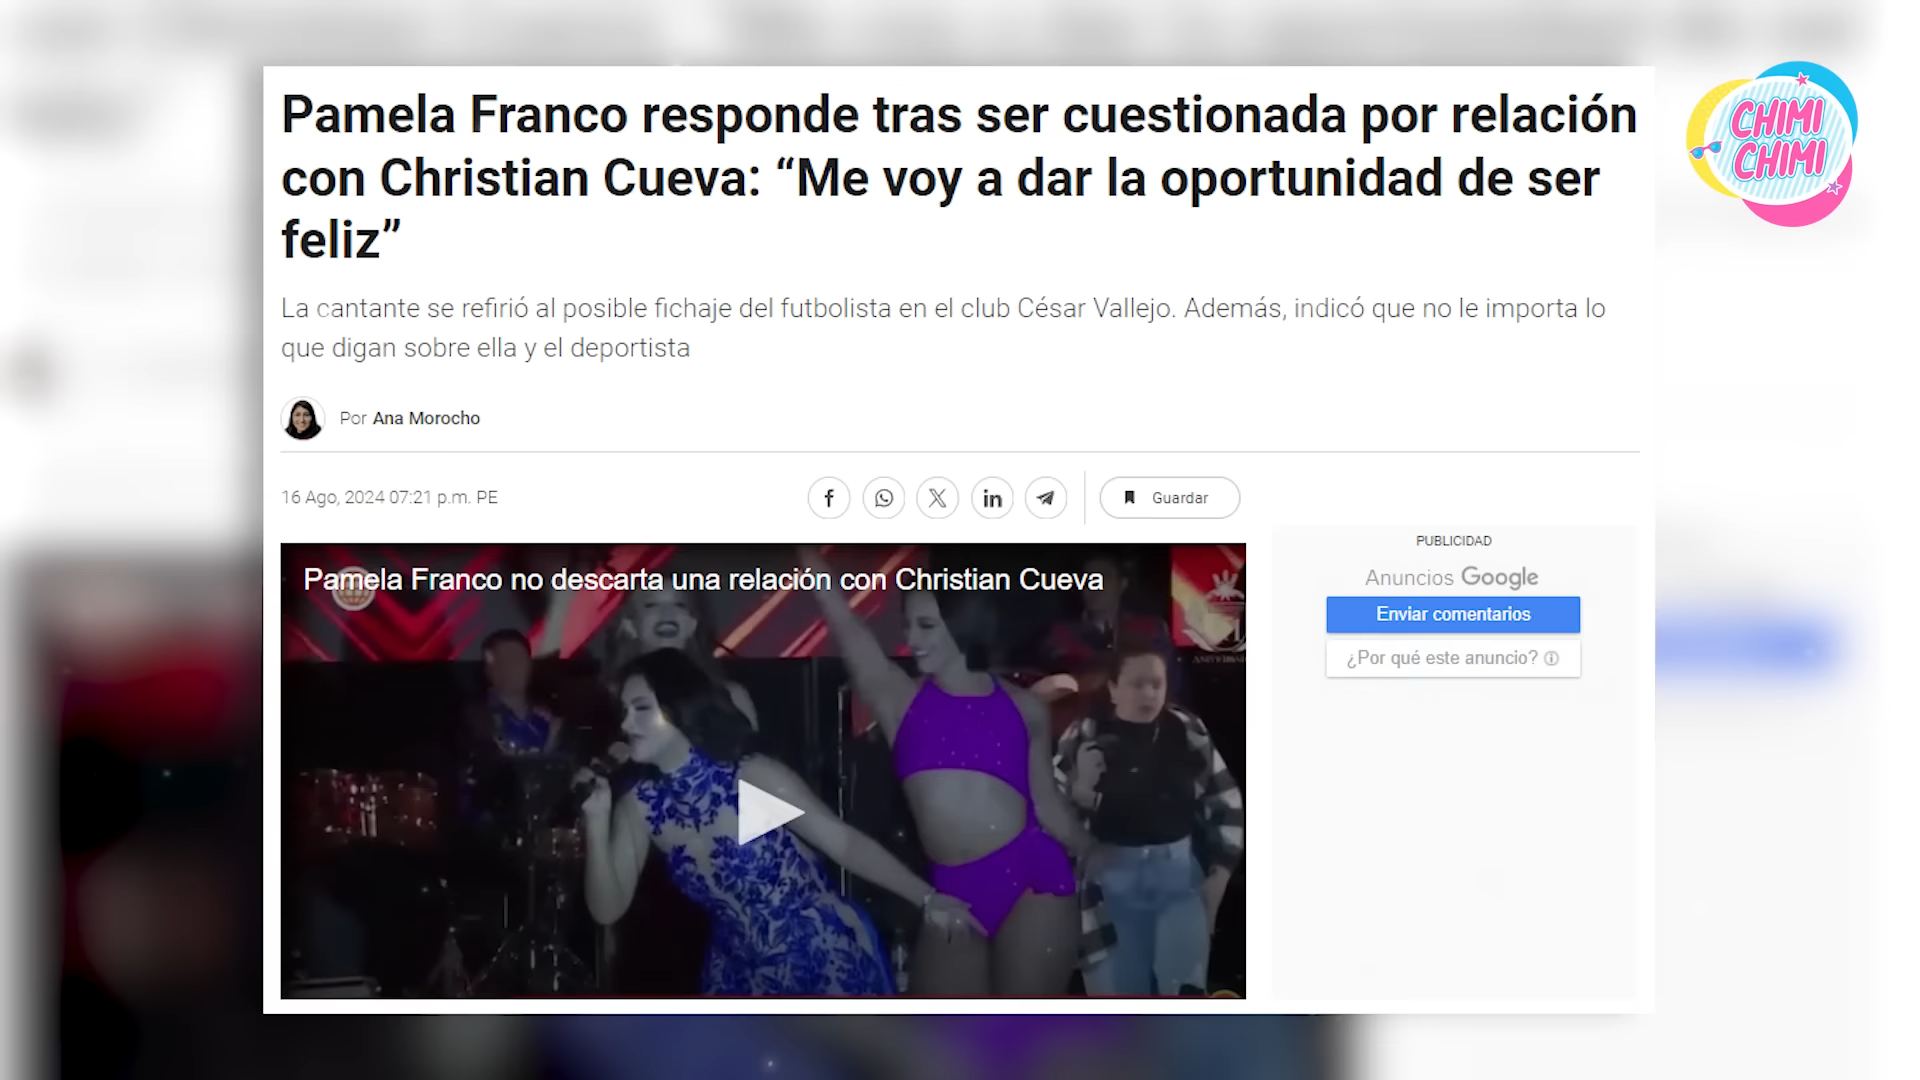 Pamela Franco responde tras ser cuestionada por relación
con Christian Cueva: “Me voy a dar la oportunidad de ser
feliz”
CHIMI
CHIMI
La cantante se refirió al posible fichaje del futbolista en el club César Vallejo. Además, indicó que no le importa lo
que digan sobre ella y el deportista
Por Ana Morocho
16 Ago, 2024 07:21 p.m. PE
Guardar
PUBLICIDAD
Anuncios Google
Enviar comentarios
¿Por qué este anuncio?
Pamela Franco no descarta una relación con Christian Cueva